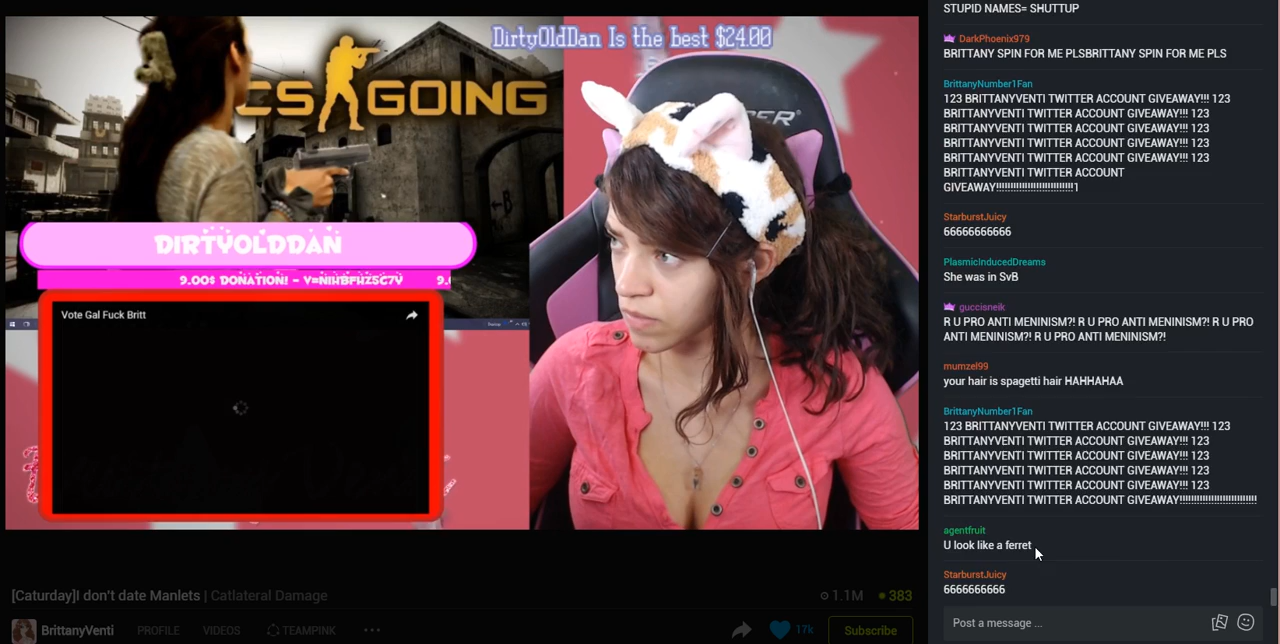 DirtyOldDan Is the best $24.00
CS GOING
DIRTYOLDDAN
9.00$ DONATION! - V=NIHBFHZSC7V 9.0
Vote Gal Fuck Britt
[Caturday]I don't date Manlets | Catlateral Damage
1.1M 383
BrittanyVenti PROFILE VIDEOS TEAMPINK ••• 17k Subscribe
STUPID NAMES= SHUTTUP
DarkPhoenix979
BRITTANY SPIN FOR ME PLSBRITTANY SPIN FOR ME PLS
BrittanyNumber1Fan
123 BRITTANYVENTI TWITTER ACCOUNT GIVEAWAY!!! 123
BRITTANYVENTI TWITTER ACCOUNT GIVEAWAY!!! 123
BRITTANYVENTI TWITTER ACCOUNT GIVEAWAY!!! 123
BRITTANYVENTI TWITTER ACCOUNT GIVEAWAY!!! 123
BRITTANYVENTI TWITTER ACCOUNT GIVEAWAY!!! 123
BRITTANYVENTI TWITTER ACCOUNT
GIVEAWAY!!!!!!!!!!!!!!!!!!!!!!!!!!!!1
StarburstJuicy
66666666666
PlasmicInducedDreams
She was in SvB
guccisneik
R U PRO ANTI MENINISM?! R U PRO ANTI MENINISM?! R U PRO
ANTI MENINISM?! R U PRO ANTI MENINISM?!
mumzel99
your hair is spagetti hair HAHHAHAA
BrittanyNumber1Fan
123 BRITTANYVENTI TWITTER ACCOUNT GIVEAWAY!!! 123
BRITTANYVENTI TWITTER ACCOUNT GIVEAWAY!!! 123
BRITTANYVENTI TWITTER ACCOUNT GIVEAWAY!!! 123
BRITTANYVENTI TWITTER ACCOUNT GIVEAWAY!!! 123
BRITTANYVENTI TWITTER ACCOUNT GIVEAWAY!!! 123
BRITTANYVENTI TWITTER ACCOUNT GIVEAWAY!!!!!!!!!!!!!!!!!!!!!!!!!!!!
agentfruit
U look like a ferret
StarburstJuicy
6666666666
Post a message ...